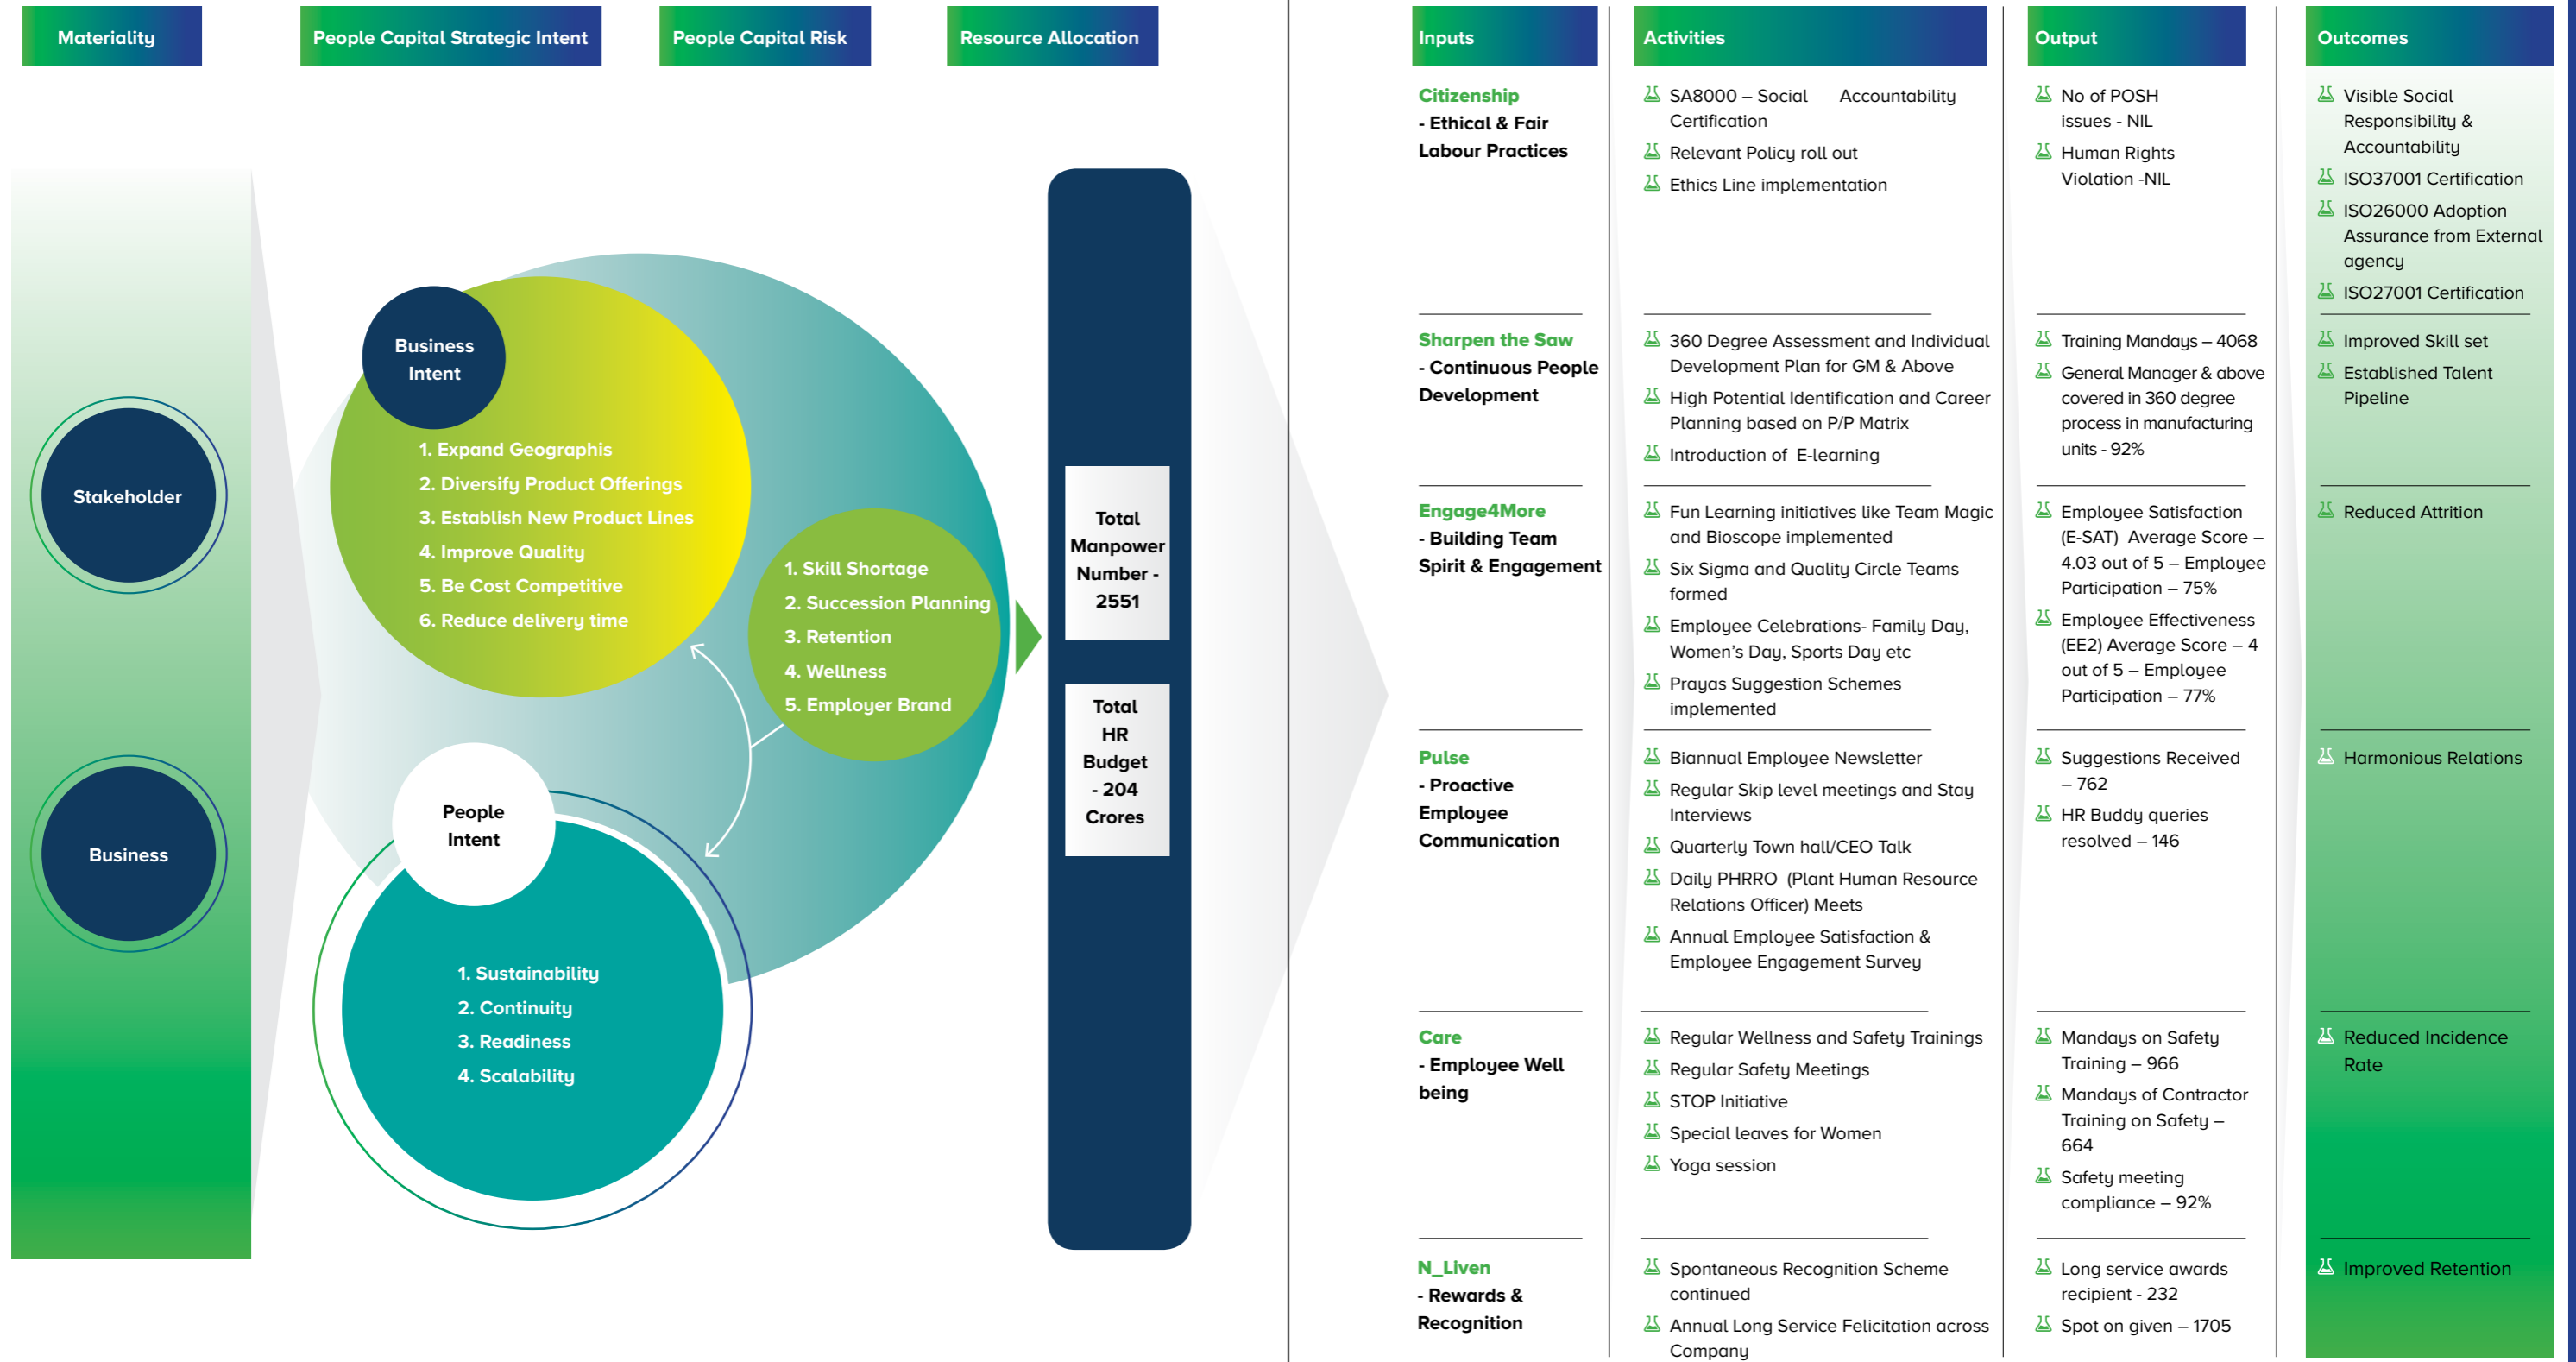 Materiality
People Capital Strategic Intent
People Capital Risk
Resource Allocation
Stakeholder
Business
Business
Intent
1. Expand Geographis
2. Diversify Product Offerings
3. Establish New Product Lines
4. Improve Quality
5. Be Cost Competitive
6. Reduce delivery time
People
Intent
1. Sustainability
2. Continuity
3. Readiness
4. Scalability
1. Skill Shortage
2. Succession Planning
3. Retention
4. Wellness
5. Employer Brand
Total
Manpower
Number -
2551
Total
HR
Budget
- 204
Crores
Inputs
Activities
Output
Outcomes
Citizenship
- Ethical & Fair
Labour Practices
SA8000 – Social Accountability
Certification
Relevant Policy roll out
Ethics Line implementation
No of POSH
issues - NIL
Human Rights
Violation -NIL
Visible Social
Responsibility &
Accountability
ISO37001 Certification
ISO26000 Adoption
Assurance from External
agency
ISO27001 Certification
Sharpen the Saw
- Continuous People
Development
360 Degree Assessment and Individual
Development Plan for GM & Above
High Potential Identification and Career
Planning based on P/P Matrix
Introduction of E-learning
Training Mandays – 4068
General Manager & above
covered in 360 degree
process in manufacturing
units - 92%
Improved Skill set
Established Talent
Pipeline
Engage4More
- Building Team
Spirit & Engagement
Fun Learning initiatives like Team Magic
and Bioscope implemented
Six Sigma and Quality Circle Teams
formed
Employee Celebrations- Family Day,
Women's Day, Sports Day etc
Prayas Suggestion Schemes
implemented
Employee Satisfaction
(E-SAT) Average Score –
4.03 out of 5 – Employee
Participation – 75%
Employee Effectiveness
(EE2) Average Score – 4
out of 5 – Employee
Participation – 77%
Reduced Attrition
Pulse
- Proactive
Employee
Communication
Biannual Employee Newsletter
Regular Skip level meetings and Stay
Interviews
Quarterly Town hall/CEO Talk
Daily PHRRO (Plant Human Resource
Relations Officer) Meets
Annual Employee Satisfaction &
Employee Engagement Survey
Suggestions Received
– 762
HR Buddy queries
resolved – 146
Harmonious Relations
Care
- Employee Well
being
Regular Wellness and Safety Trainings
Regular Safety Meetings
STOP Initiative
Special leaves for Women
Yoga session
Mandays on Safety
Training – 966
Mandays of Contractor
Training on Safety –
664
Safety meeting
compliance – 92%
Reduced Incidence
Rate
N_Liven
- Rewards &
Recognition
Spontaneous Recognition Scheme
continued
Annual Long Service Felicitation across
Company
Long service awards
recipient - 232
Spot on given – 1705
Improved Retention